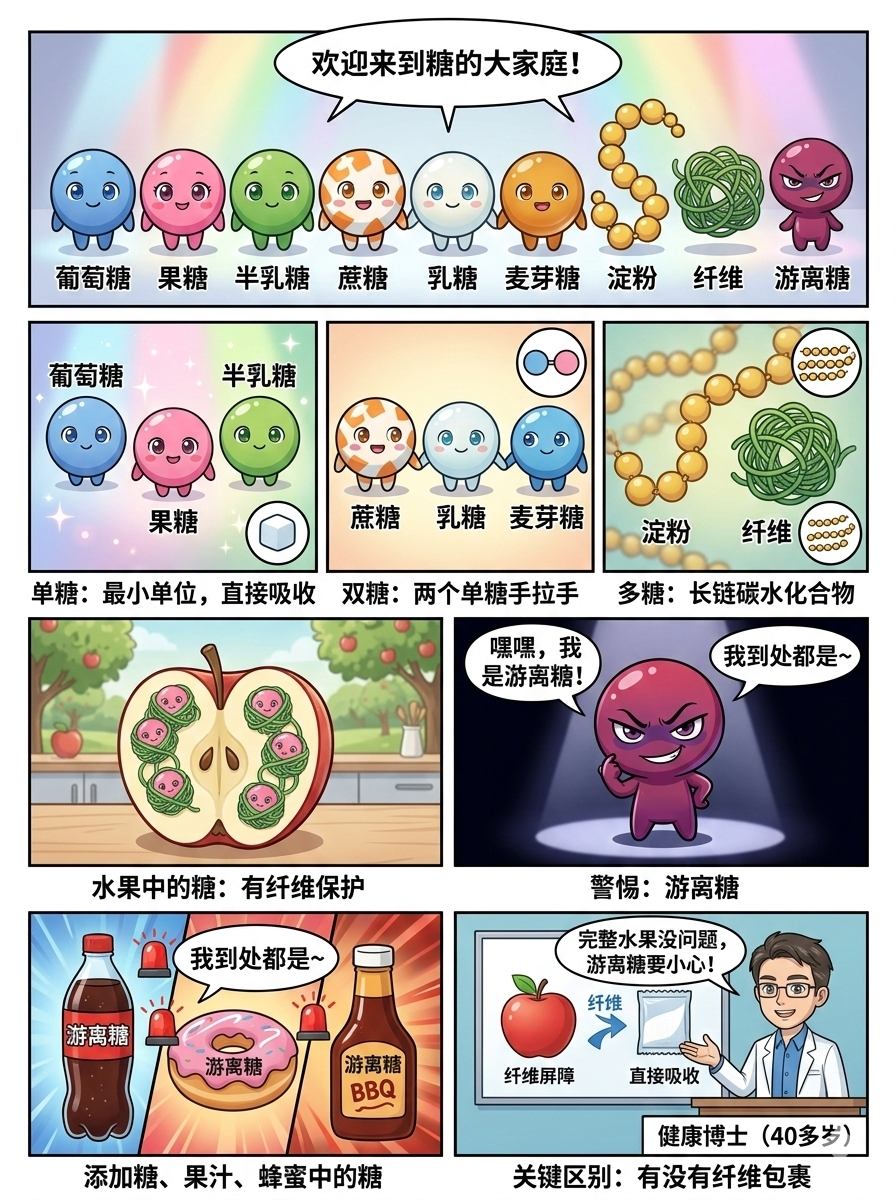 欢迎来到糖的大家庭！
葡萄糖 果糖 半乳糖 蔗糖 乳糖 麦芽糖 淀粉 纤维 游离糖
葡萄糖
半乳糖
果糖
单糖：最小单位，直接吸收
蔗糖 乳糖 麦芽糖
双糖：两个单糖手拉手
淀粉
纤维
多糖：长链碳水化合物
水果中的糖：有纤维保护
嘿嘿，我
是游离糖！
我到处都是~
警惕：游离糖
我到处都是~
游离糖
游离糖
游离糖
BBQ
添加糖、果汁、蜂蜜中的糖
完整水果没问题，
游离糖要小心！
纤维
纤维屏障
直接吸收
健康博士（40多岁）
关键区别：有没有纤维包裹